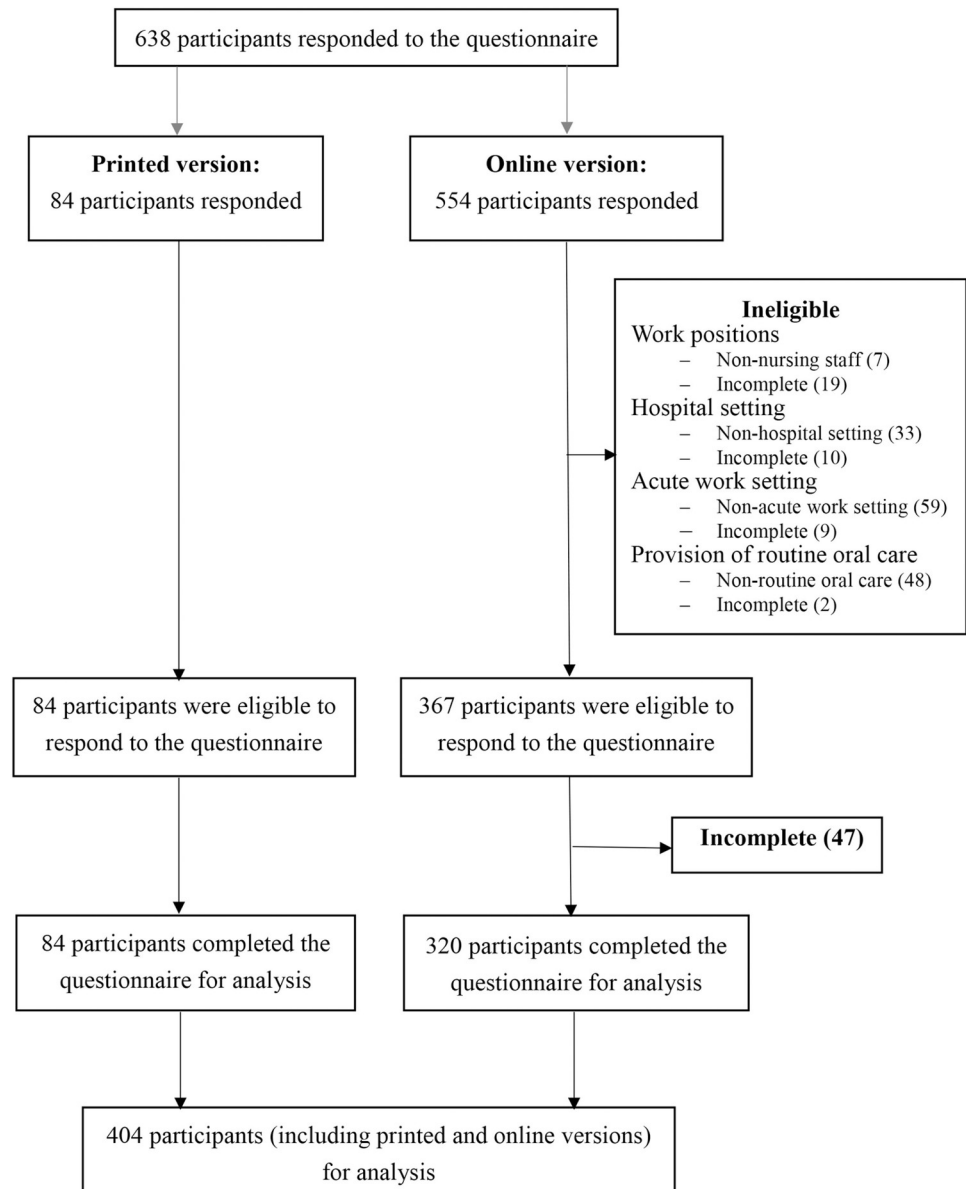 638 participants responded to the questionnaire
Printed version:
84 participants responded
Online version:
554 participants responded
Ineligible
Work positions
– Non-nursing staff (7)
– Incomplete (19)
Hospital setting
– Non-hospital setting (33)
– Incomplete (10)
Acute work setting
– Non-acute work setting (59)
– Incomplete (9)
Provision of routine oral care
– Non-routine oral care (48)
– Incomplete (2)
84 participants were eligible to
respond to the questionnaire
367 participants were eligible to
respond to the questionnaire
Incomplete (47)
84 participants completed the
questionnaire for analysis
320 participants completed the
questionnaire for analysis
404 participants (including printed and online versions)
for analysis